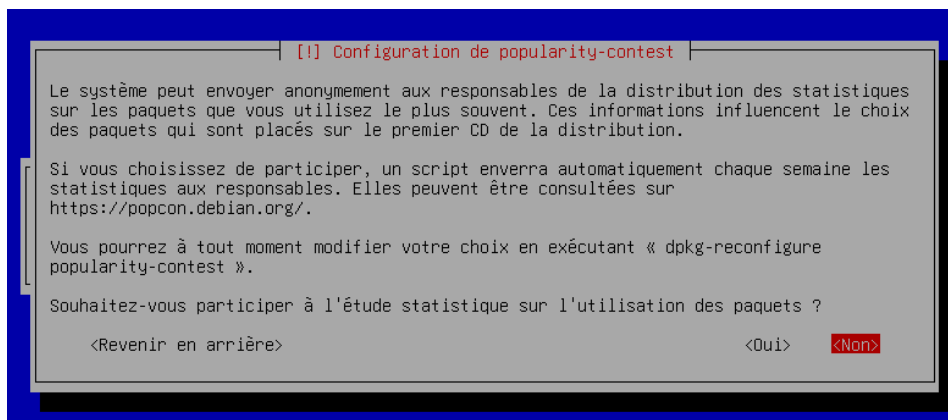 [!] Configuration de popularity-contest
Le système peut envoyer anonymement aux responsables de la distribution des statistiques
sur les paquets que vous utilisez le plus souvent. Ces informations influencent le choix
des paquets qui sont placés sur le premier CD de la distribution.
Si vous choisissez de participer, un script enverra automatiquement chaque semaine les
statistiques aux responsables. Elles peuvent être consultées sur
https://popcon.debian.org/.
Vous pourrez à tout moment modifier votre choix en exécutant « dpkg-reconfigure
popularity-contest ».
Souhaitez-vous participer à l'étude statistique sur l'utilisation des paquets ?
<Revenir en arrière> <Oui> <Non>